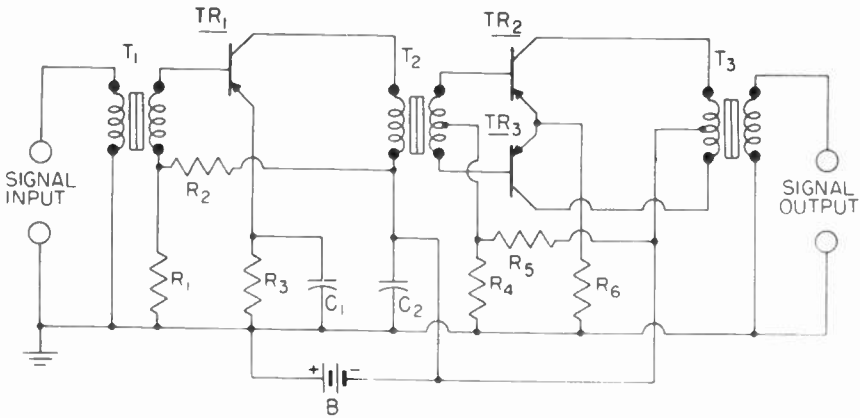 TR1
TR2
T1
T2
T3
TR3
SIGNAL
INPUT
R2
SIGNAL
OUTPUT
R5
R1
R3
C1
C2
R4
R6
+ -
B